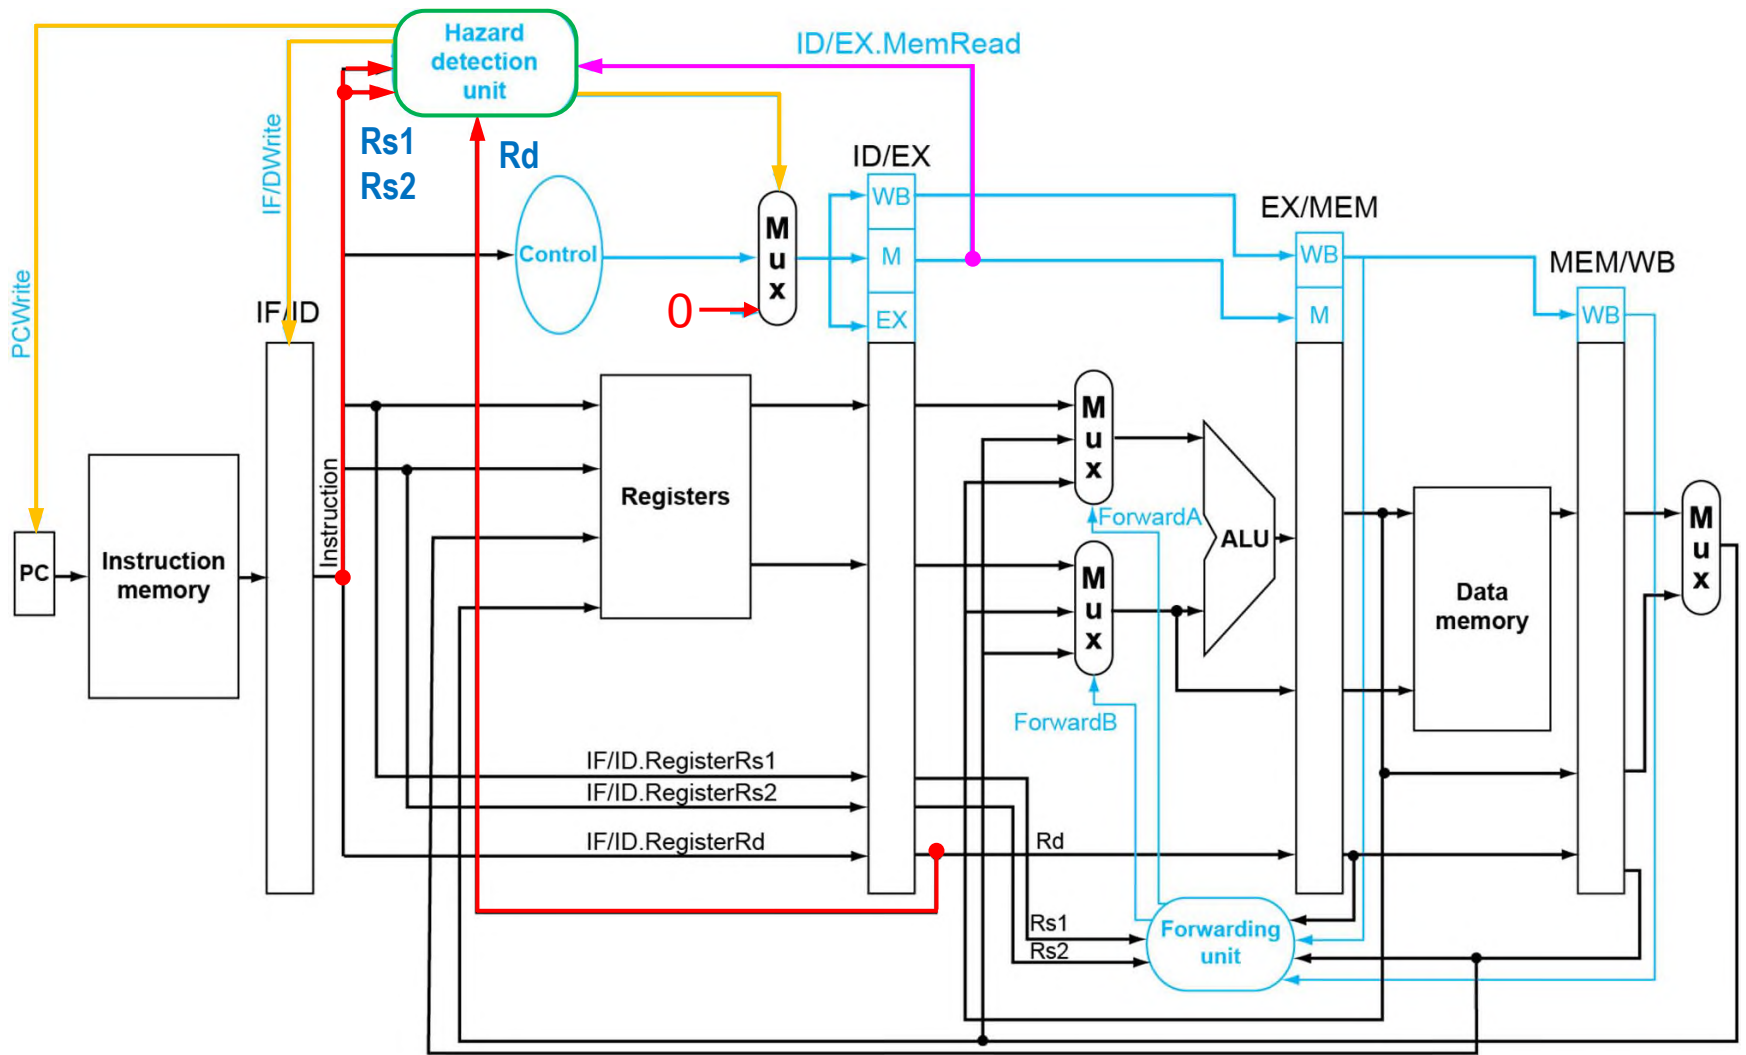 Hazard
detection
unit
ID/EX.MemRead
Rs1
Rs2
Rd
IF/DWrite
PCWrite
ID/EX
WB
M
EX
EX/MEM
WB
M
MEM/WB
WB
Control
M
u
x
0
IF/ID
Instruction
PC
Instruction
memory
Registers
M
u
x
ForwardA
M
u
x
ForwardB
ALU
Data
memory
M
u
x
IF/ID.RegisterRs1
IF/ID.RegisterRs2
IF/ID.RegisterRd
Rd
Rs1
Rs2
Forwarding
unit